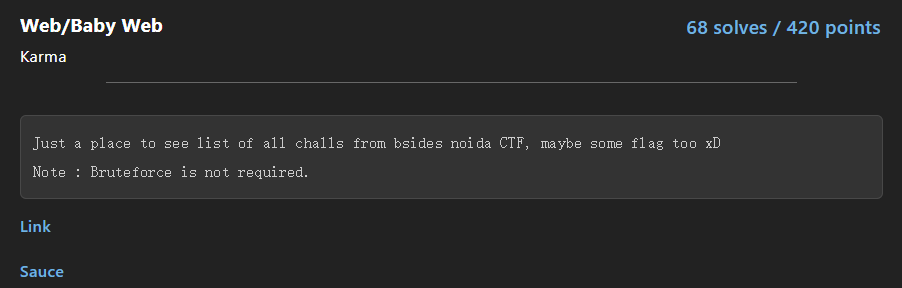 Web/Baby Web
68 solves / 420 points
Karma
Just a place to see list of all challs from bsides noida CTF, maybe some flag too xD
Note : Bruteforce is not required.
Link
Sauce